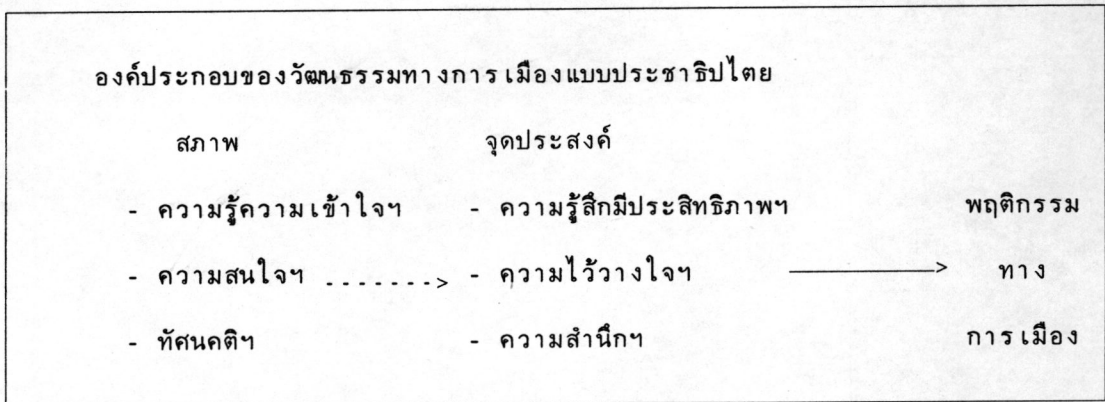 องค์ประกอบของวัฒนธรรมทางการเมืองแบบประชาธิปไตย
สภาพ จุดประสงค์
- ความรู้ความเข้าใจฯ - ความรู้สึกมีประสิทธิภาพฯ พฤติกรรม
- ความสนใจฯ -------> - ความไว้วางใจฯ ————> ทาง
- ทัศนคติฯ - ความสำนึกฯ การเมือง